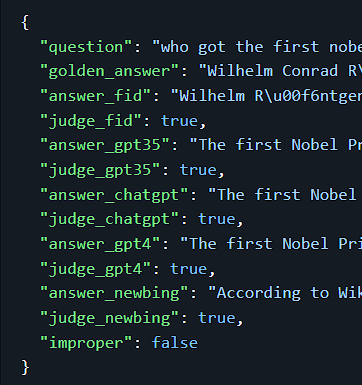 {
"question": "who got the first nobe
"golden_answer": "Wilhelm Conrad R\
"answer_fid": "Wilhelm R\u00f6ntger
"judge_fid": true,
"answer_gpt35": "The first Nobel Pr
"judge_gpt35": true,
"answer_chatgpt": "The first Nobel
"judge_chatgpt": true,
"answer_gpt4": "The first Nobel Pri
"judge_gpt4": true,
"answer_newbing": "According to Wik
"judge_newbing": true,
"improper": false
}